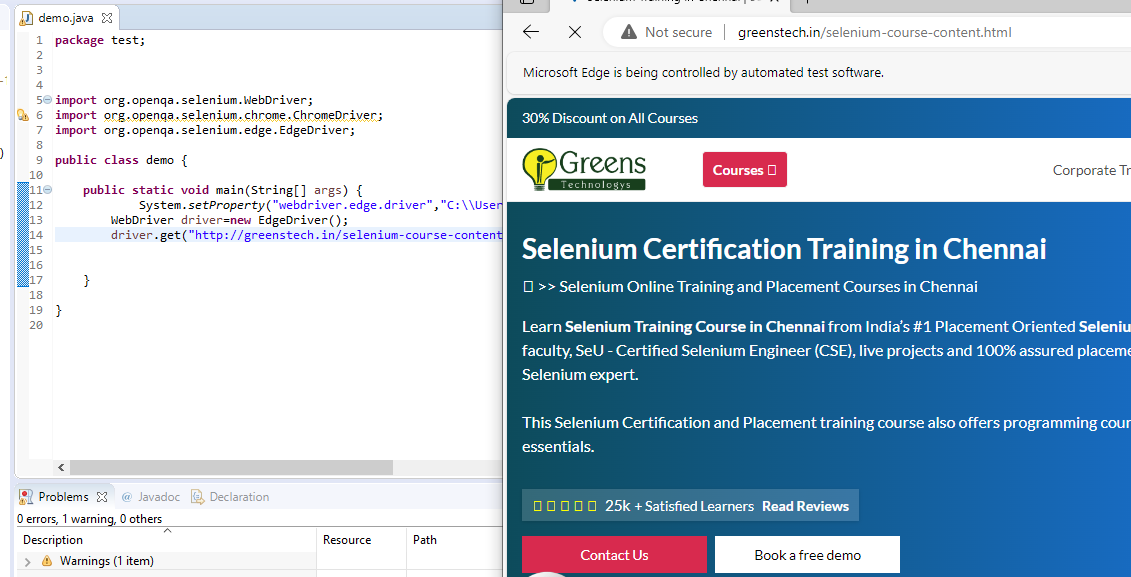 demo.java
1 package test;
2
3
4
5 import org.openqa.selenium.WebDriver;
6 import org.openqa.selenium.chrome.ChromeDriver;
7 import org.openqa.selenium.edge.EdgeDriver;
8
9 public class demo {
10
11 public static void main(String[] args) {
12 System.setProperty("webdriver.edge.driver","C:\\User
13 WebDriver driver=new EdgeDriver();
14 driver.get("http://greenstech.in/selenium-course-content
15
16
17 }
18
19 }
20
Problems @ Javadoc Declaration
0 errors, 1 warning, 0 others
Description Resource Path
Warnings (1 item)
Not secure greenstech.in/selenium-course-content.html
Microsoft Edge is being controlled by automated test software.
30% Discount on All Courses
Greens
Technologys
Courses
Corporate Tr
Selenium Certification Training in Chennai
>> Selenium Online Training and Placement Courses in Chennai
Learn Selenium Training Course in Chennai from India's #1 Placement Oriented Seleniu
faculty, SeU - Certified Selenium Engineer (CSE), live projects and 100% assured placeme
Selenium expert.
This Selenium Certification and Placement training course also offers programming cour
essentials.
25k + Satisfied Learners Read Reviews
Contact Us
Book a free demo